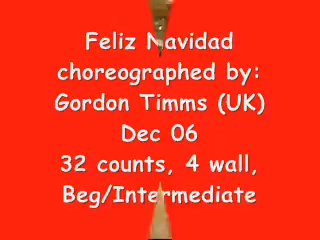 Feliz Navidad
choreographed by:
Gordon Timms (UK)
Dec 06
32 counts, 4 wall,
Beg/Intermediate